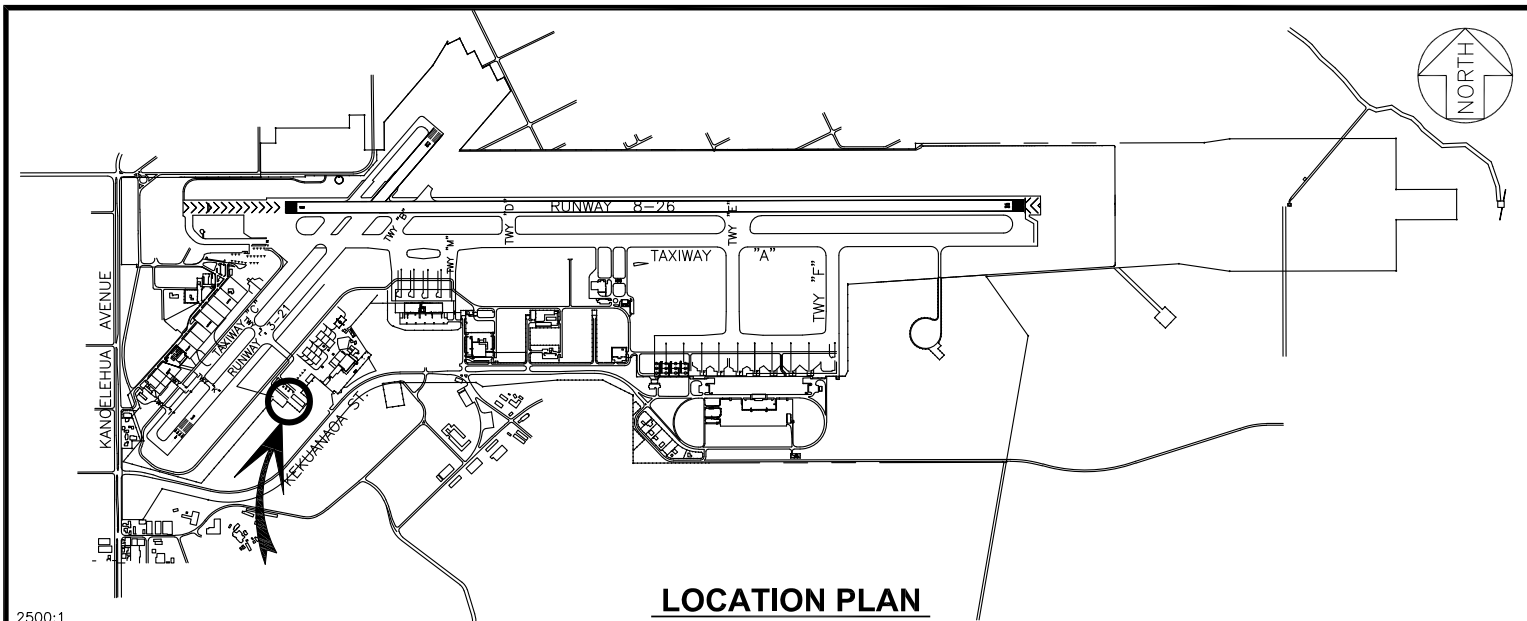 NORTH
RUNWAY 8-26
TWY "B"
TWY "D"
TWY "E"
TWY "M"
TAXIWAY "A"
TWY "F"
KANOELEHUA AVENUE
TAXIWAY "C"
RUNWAY 3-21
KEKUANAOA ST.
LOCATION PLAN
2500:1